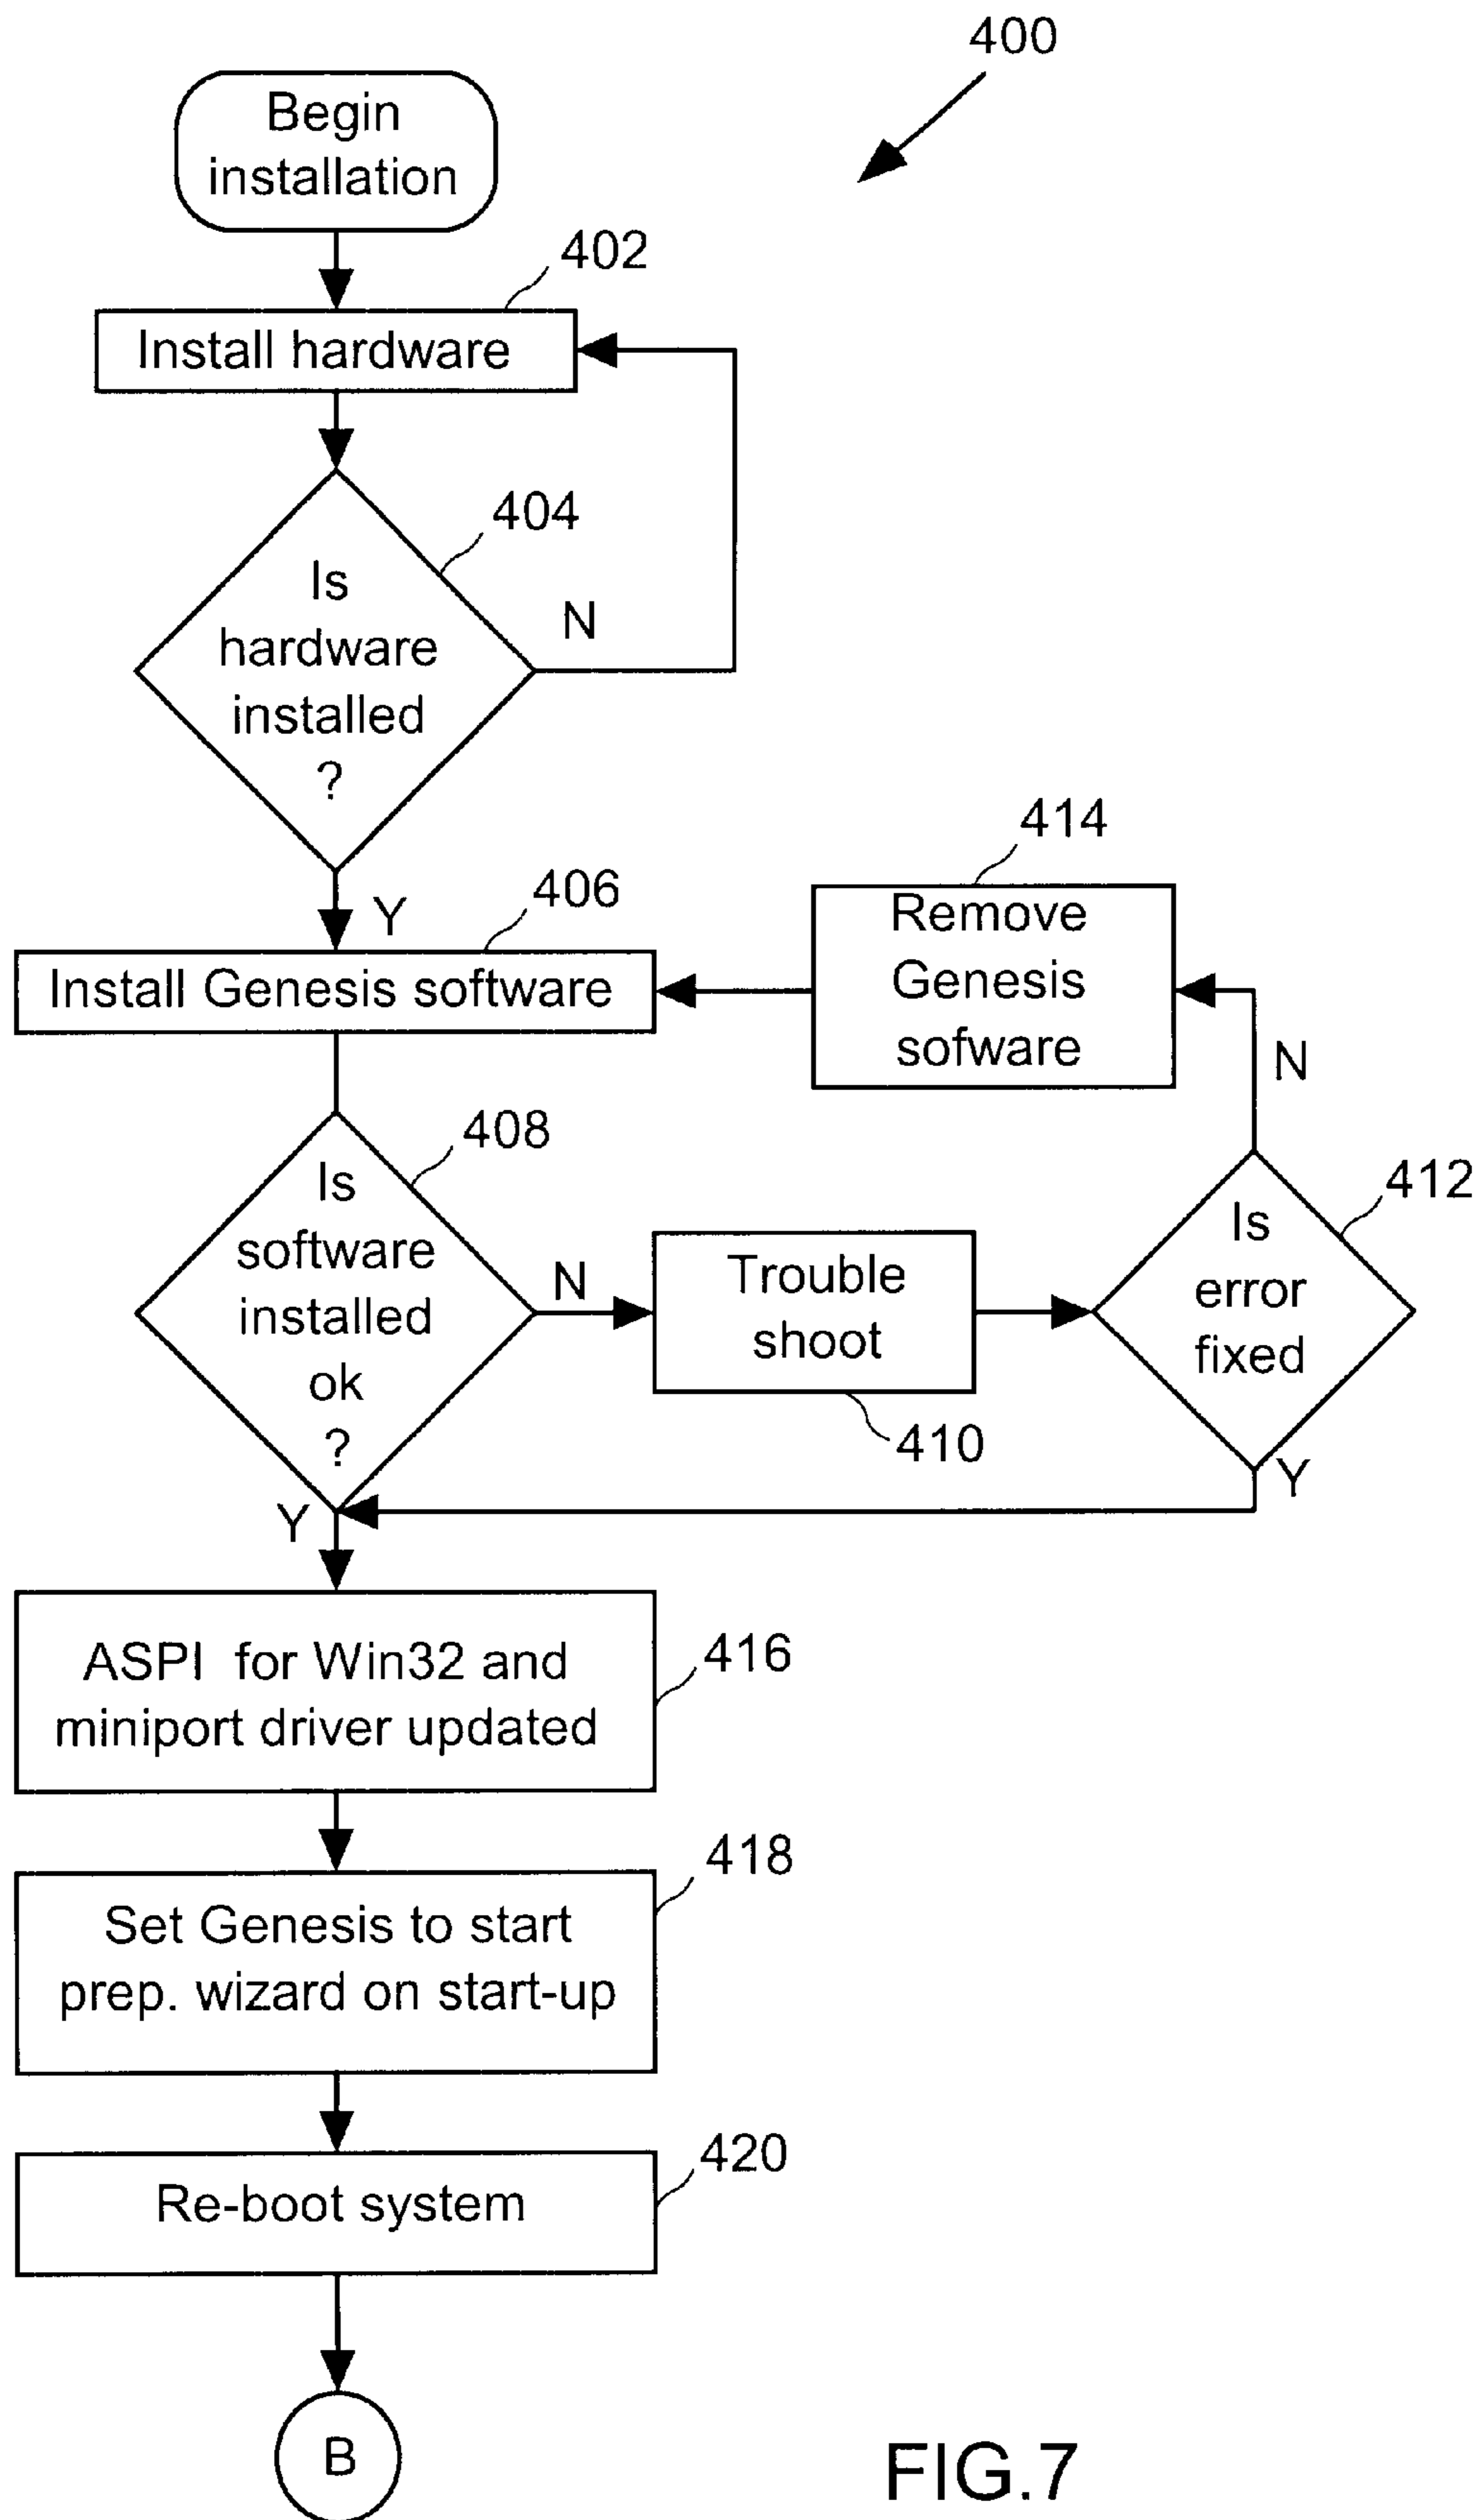 400
Begin
installation
402
Install hardware
404
Is
hardware
installed
?
N
Y
406
Install Genesis software
414
Remove
Genesis
sofware
N
408
Is
software
installed
ok
?
N
Trouble
shoot
410
412
Is
error
fixed
Y
Y
ASPI for Win32 and
miniport driver updated
416
Set Genesis to start
prep. wizard on start-up
418
Re-boot system
420
B
FIG.7